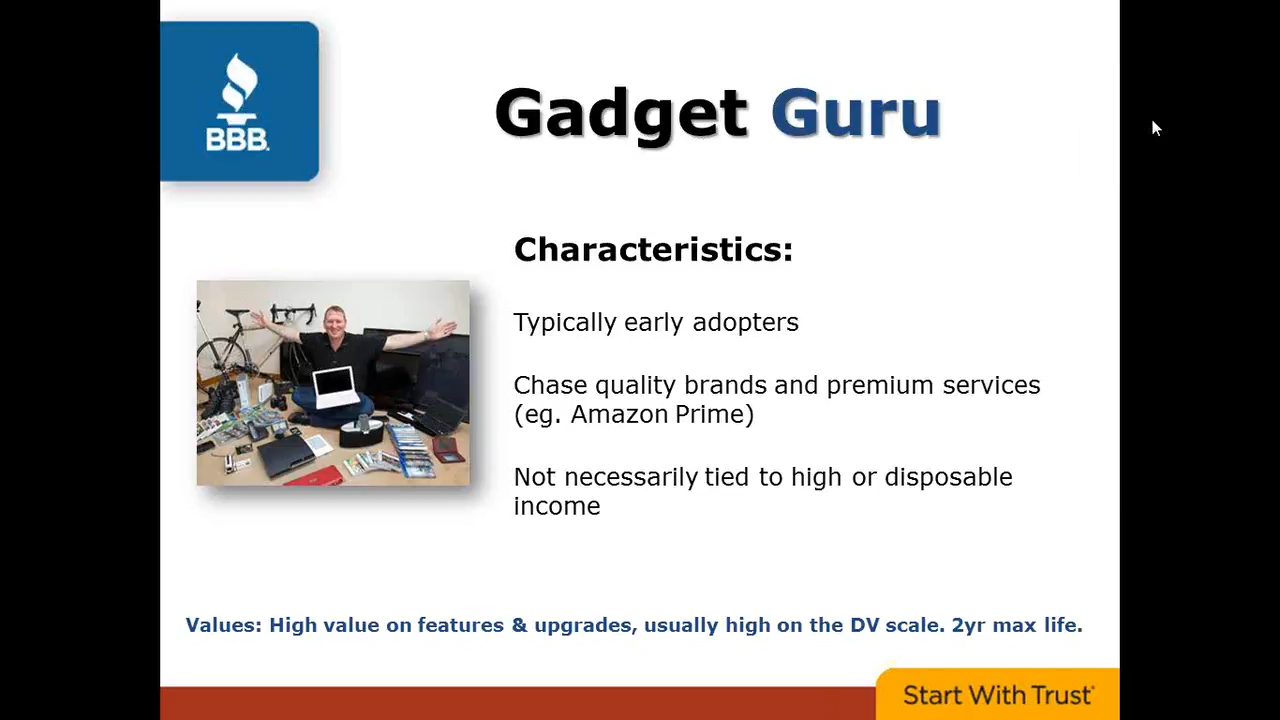 BBB.
Gadget Guru
Characteristics:
Typically early adopters
Chase quality brands and premium services
(eg. Amazon Prime)
Not necessarily tied to high or disposable
income
Values: High value on features & upgrades, usually high on the DV scale. 2yr max life.
Start With Trust®